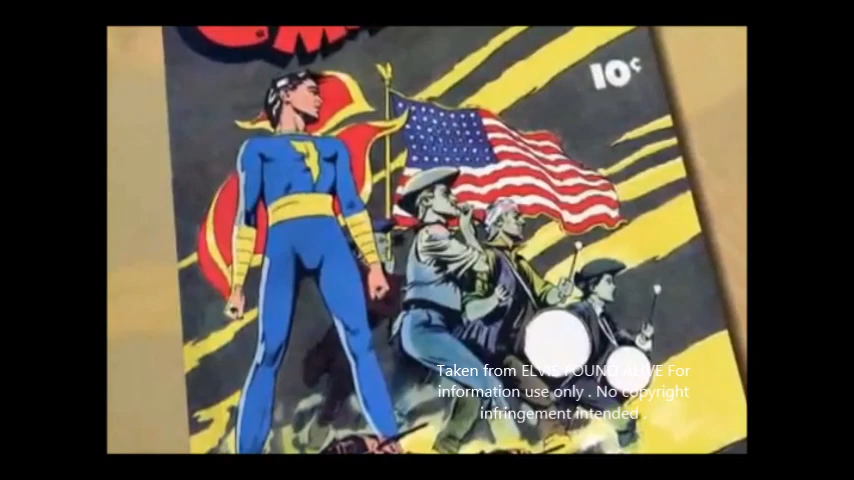 10¢
Taken from ELVIS FOUND ALIVE For
information use only . No copyright
infringement intended .